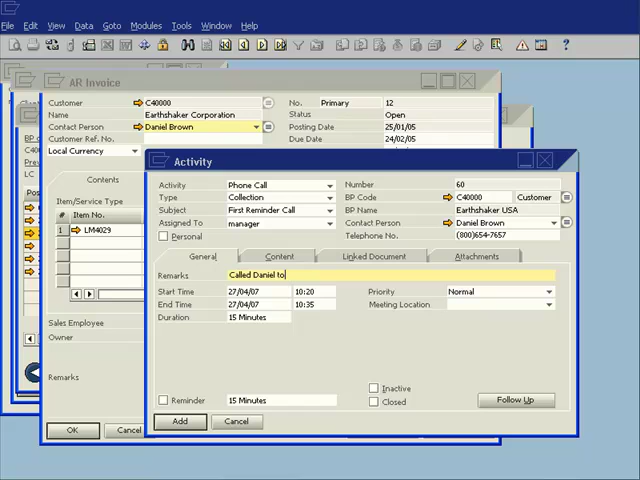 File Edit View Data Goto Modules Tools Window Help
AR Invoice
Customer C40000 No. Primary 12
Name Earthshaker Corporation Status Open
Contact Person Daniel Brown Posting Date 25/01/05
Customer Ref. No. Due Date 24/02/05
Local Currency
Contents
Item/Service Type
# Item No.
1 LM4029
Sales Employee
Owner
Remarks
OK Cancel
Activity
Activity Phone Call Number 60
Type Collection BP Code C40000 Customer
Subject First Reminder Call BP Name Earthshaker USA
Assigned To manager Contact Person Daniel Brown
Personal Telephone No. (800)654-7657
General Content Linked Document Attachments
Remarks Called Daniel to
Start Time 27/04/07 10:20 Priority Normal
End Time 27/04/07 10:35 Meeting Location
Duration 15 Minutes
Inactive
Reminder 15 Minutes Closed
Follow Up
Add Cancel